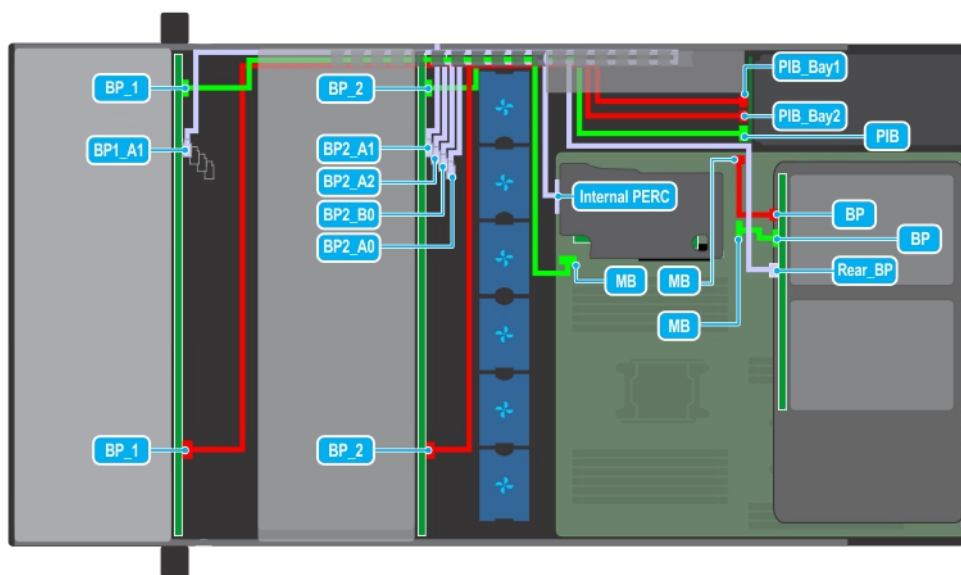 BP_1
BP_2
PIB_Bay1
PIB_Bay2
PIB
BP1_A1
BP2_A1
BP2_A2
BP2_B0
BP2_A0
Internal PERC
MB
MB
MB
BP
BP
Rear_BP
BP_1
BP_2